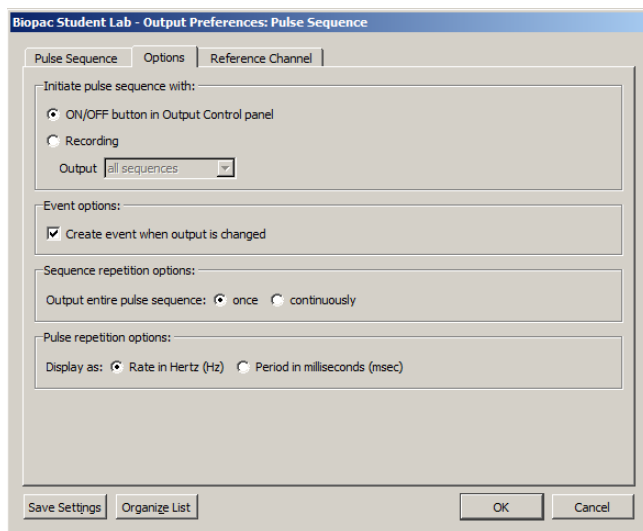 Biopac Student Lab - Output Preferences: Pulse Sequence
Pulse Sequence Options Reference Channel
Initiate pulse sequence with:
ON/OFF button in Output Control panel
Recording
Output all sequences
Event options:
Create event when output is changed
Sequence repetition options:
Output entire pulse sequence: once continuously
Pulse repetition options:
Display as: Rate in Hertz (Hz) Period in milliseconds (msec)
Save Settings Organize List OK Cancel